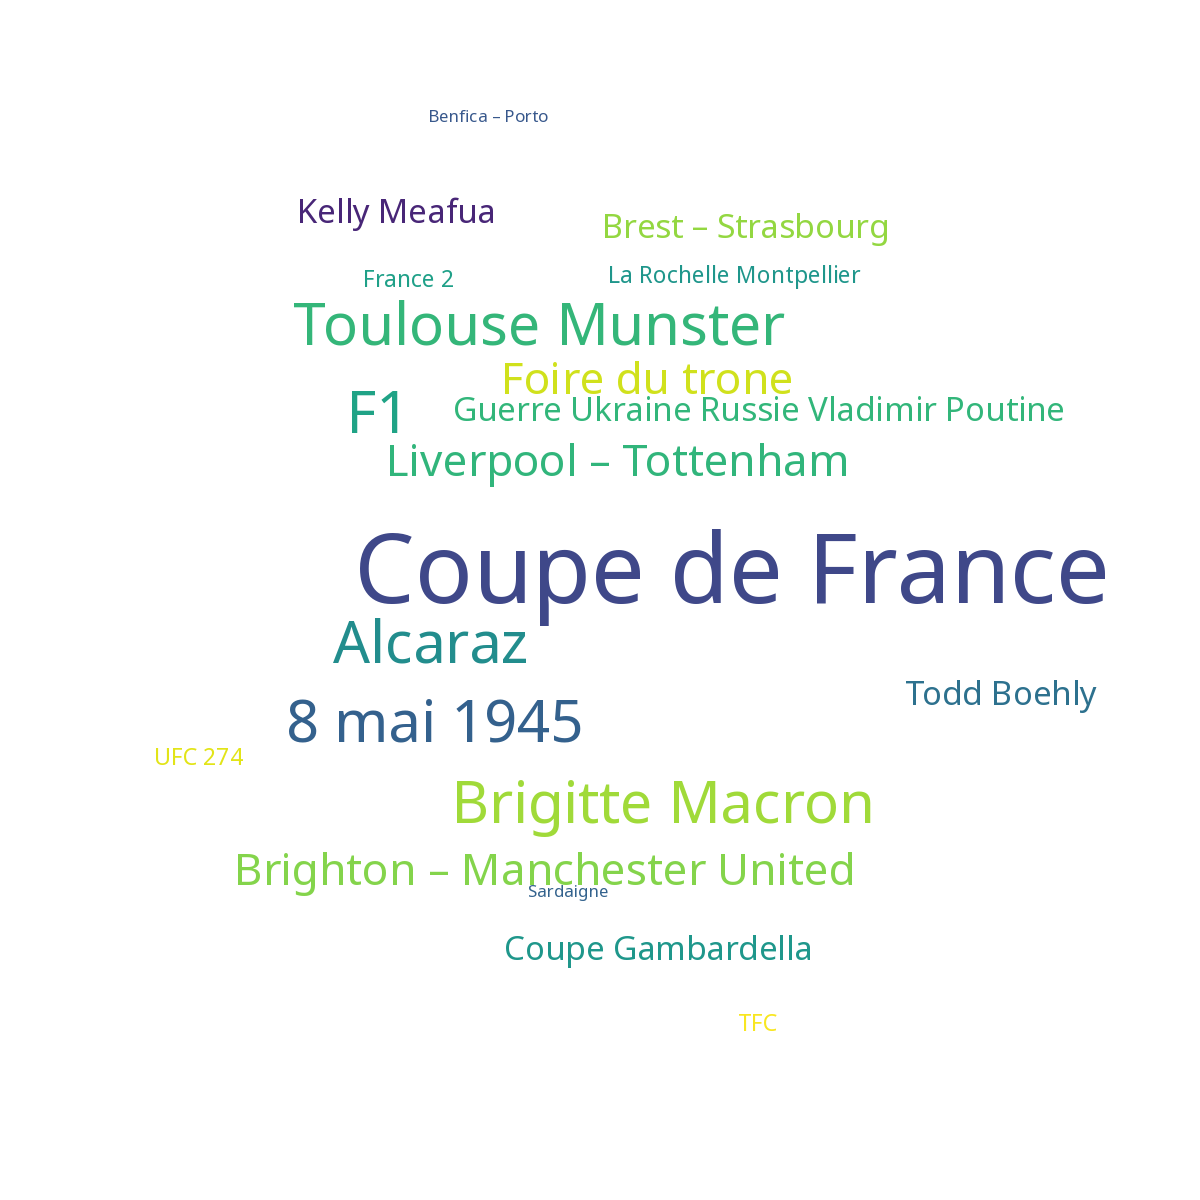 Benfica – Porto
Kelly Meafua
Brest – Strasbourg
France 2
La Rochelle Montpellier
Toulouse Munster
Foire du trone
F1
Guerre Ukraine Russie Vladimir Poutine
Liverpool – Tottenham
Coupe de France
Alcaraz
Todd Boehly
8 mai 1945
UFC 274
Brigitte Macron
Brighton – Manchester United
Sardaigne
Coupe Gambardella
TFC